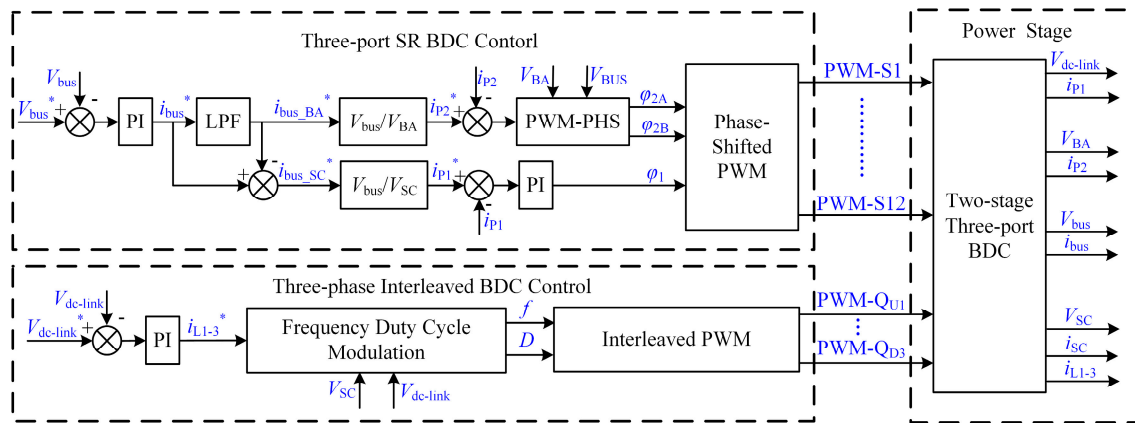 Three-port SR BDC Contorl
V_bus
V_bus*
+
-
PI
i_bus*
LPF
i_bus_BA*
V_bus/V_BA
i_P2*
i_P2
+
-
V_BA
V_BUS
PWM-PHS
φ_2A
φ_2B
+
-
i_bus_SC*
V_bus/V_SC
i_P1*
+
-
i_P1
PI
φ_1
Phase-
Shifted
PWM
PWM-S1
PWM-S12
Three-phase Interleaved BDC Control
V_dc-link
V_dc-link*
+
-
PI
i_L1-3*
Frequency Duty Cycle
Modulation
V_SC
V_dc-link
f
D
Interleaved PWM
PWM-Q_U1
PWM-Q_D3
Power Stage
Two-stage
Three-port
BDC
V_dc-link
i_P1
V_BA
i_P2
V_bus
i_bus
V_SC
i_SC
i_L1-3